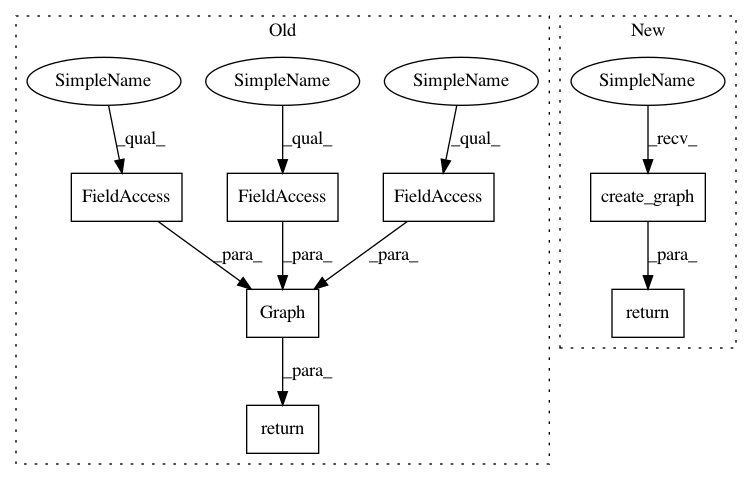 Old
New
SimpleName SimpleName SimpleName SimpleName
_qual_ _qual_ _qual_ _recv_
FieldAccess FieldAccess FieldAccess create_graph
_para_ _para_ _para_ _para_
Graph return
_para_
return